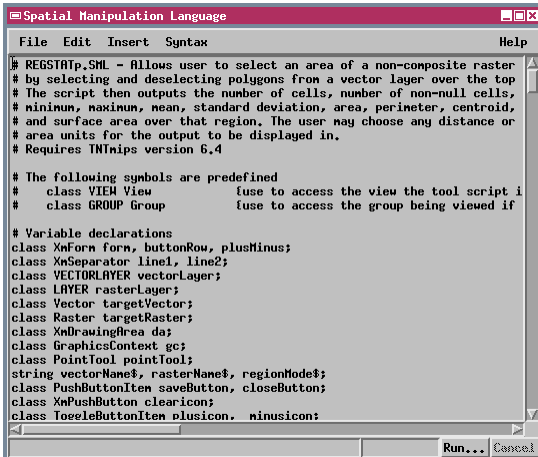 Spatial Manipulation Language
File Edit Insert Syntax Help
# REGSTATp.SML - Allows user to select an area of a non-composite raster
# by selecting and deselecting polygons from a vector layer over the top
# The script then outputs the number of cells, number of non-null cells,
# minimum, maximum, mean, standard deviation, area, perimeter, centroid,
# and surface area over that region. The user may choose any distance or
# area units for the output to be displayed in.
# Requires TNTmips version 6.4
# The following symbols are predefined
# class VIEW View {use to access the view the tool script i
# class GROUP Group {use to access the group being viewed if
# Variable declarations
class XmForm form, buttonRow, plusMinus;
class XmSeparator line1, line2;
class VECTORLAYER vectorLayer;
class LAYER rasterLayer;
class Vector targetVector;
class Raster targetRaster;
class XmDrawingArea da;
class GraphicsContext gc;
class PointTool pointTool;
string vectorName$, rasterName$, regionMode$;
class PushButtonItem saveButton, closeButton;
class XmPushButton clearicon;
class ToggleButtonItem plusicon, minusicon;
Run... Cancel